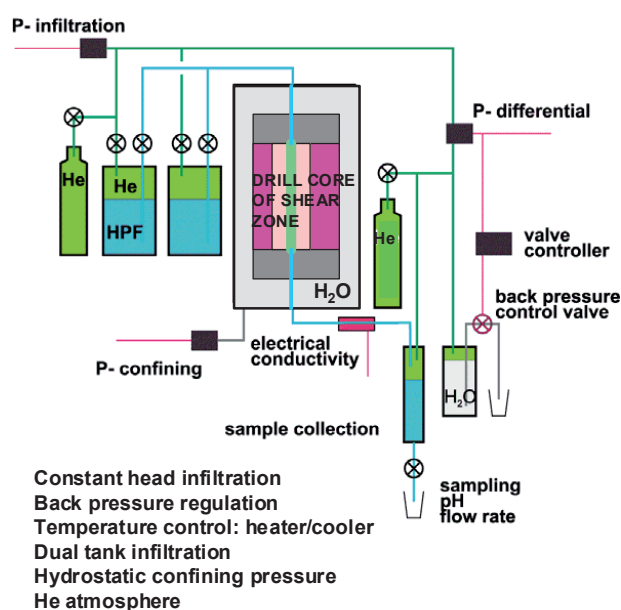 P- infiltration
P- differential
He
He
HPF
DRILL CORE
OF SHEAR
ZONE
He
valve
controller
H₂O
back pressure
control valve
electrical
conductivity
P- confining
H₂O
sample collection
sampling
pH
flow rate
Constant head infiltration
Back pressure regulation
Temperature control: heater/cooler
Dual tank infiltration
Hydrostatic confining pressure
He atmosphere